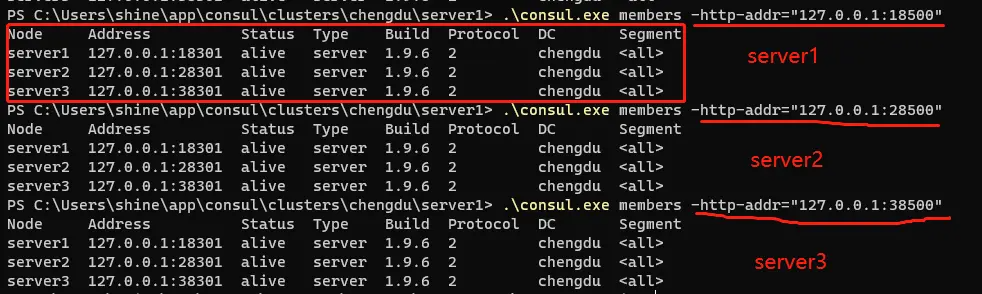 PS C:\Users\shine\app\consul\clusters\chengdu\server1> .\consul.exe members -http-addr="127.0.0.1:18500"
Node     Address          Status  Type    Build  Protocol  DC       Segment
server1  127.0.0.1:18301  alive   server  1.9.6  2         chengdu  <all>
server2  127.0.0.1:28301  alive   server  1.9.6  2         chengdu  <all>
server3  127.0.0.1:38301  alive   server  1.9.6  2         chengdu  <all>
server1
PS C:\Users\shine\app\consul\clusters\chengdu\server1> .\consul.exe members -http-addr="127.0.0.1:28500"
Node     Address          Status  Type    Build  Protocol  DC       Segment
server1  127.0.0.1:18301  alive   server  1.9.6  2         chengdu  <all>
server2  127.0.0.1:28301  alive   server  1.9.6  2         chengdu  <all>
server3  127.0.0.1:38301  alive   server  1.9.6  2         chengdu  <all>
server2
PS C:\Users\shine\app\consul\clusters\chengdu\server1> .\consul.exe members -http-addr="127.0.0.1:38500"
Node     Address          Status  Type    Build  Protocol  DC       Segment
server1  127.0.0.1:18301  alive   server  1.9.6  2         chengdu  <all>
server2  127.0.0.1:28301  alive   server  1.9.6  2         chengdu  <all>
server3  127.0.0.1:38301  alive   server  1.9.6  2         chengdu  <all>
server3